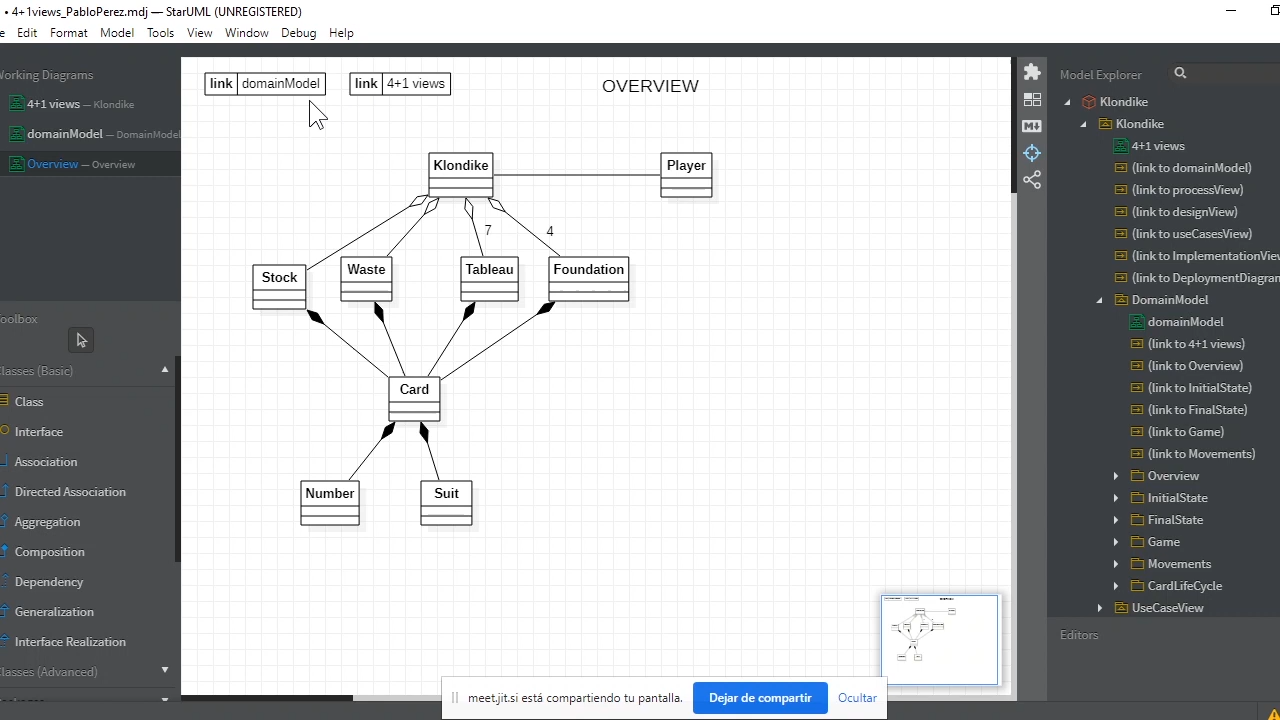 • 4+1views_PabloPerez.mdj — StarUML (UNREGISTERED)
e Edit Format Model Tools View Window Debug Help
Vorking Diagrams
4+1 views — Klondike
domainModel — DomainModel
Overview — Overview
oolbox
lasses (Basic)
Class
Interface
Association
Directed Association
Aggregation
Composition
Dependency
Generalization
Interface Realization
lasses (Advanced)
link domainModel
link 4+1 views
OVERVIEW
Klondike
Player
7
4
Stock
Waste
Tableau
Foundation
Card
Number
Suit
Model Explorer
Klondike
Klondike
4+1 views
(link to domainModel)
(link to processView)
(link to designView)
(link to useCasesView)
(link to ImplementationVie
(link to DeploymentDiagran
DomainModel
domainModel
(link to 4+1 views)
(link to Overview)
(link to InitialState)
(link to FinalState)
(link to Game)
(link to Movements)
Overview
InitialState
FinalState
Game
Movements
CardLifeCycle
UseCaseView
Editors
meet.jit.si está compartiendo tu pantalla.
Dejar de compartir
Ocultar